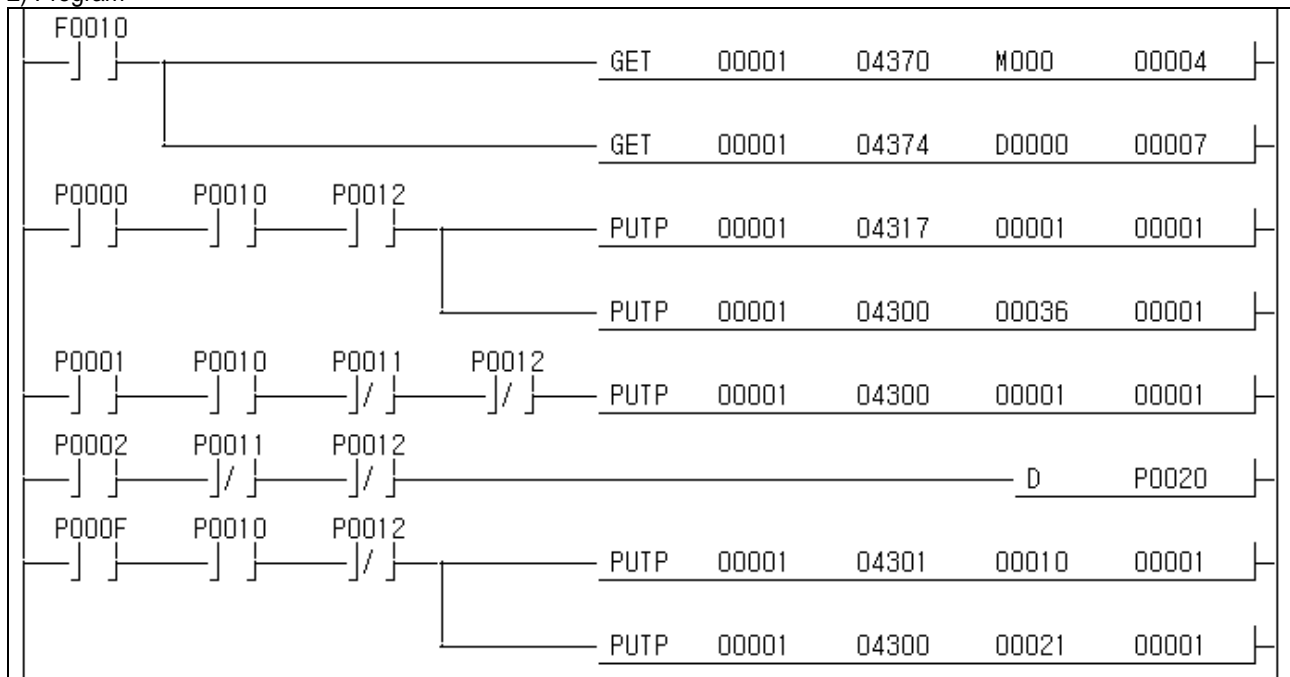 2) Program
F0010
GET 00001 04370 M000 00004
GET 00001 04374 D0000 00007
P0000 P0010 P0012
PUTP 00001 04317 00001 00001
PUTP 00001 04300 00036 00001
P0001 P0010 P0011 P0012
PUTP 00001 04300 00001 00001
P0002 P0011 P0012
D P0020
P000F P0010 P0012
PUTP 00001 04301 00010 00001
PUTP 00001 04300 00021 00001